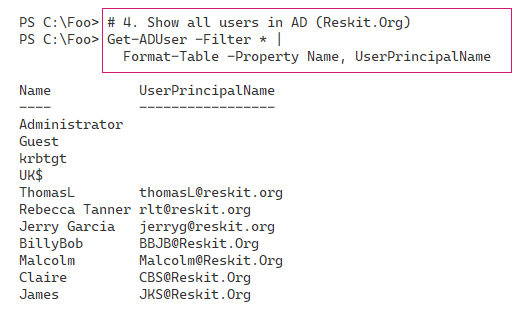 PS C:\Foo> # 4. Show all users in AD (Reskit.Org)
PS C:\Foo> Get-ADUser -Filter * |
Format-Table -Property Name, UserPrincipalName
Name UserPrincipalName
---- -----------------
Administrator
Guest
krbtgt
UK$
ThomasL thomasL@reskit.org
Rebecca Tanner rlt@reskit.org
Jerry Garcia jerryg@reskit.org
BillyBob BBJB@Reskit.Org
Malcolm Malcolm@Reskit.Org
Claire CBS@Reskit.Org
James JKS@Reskit.Org